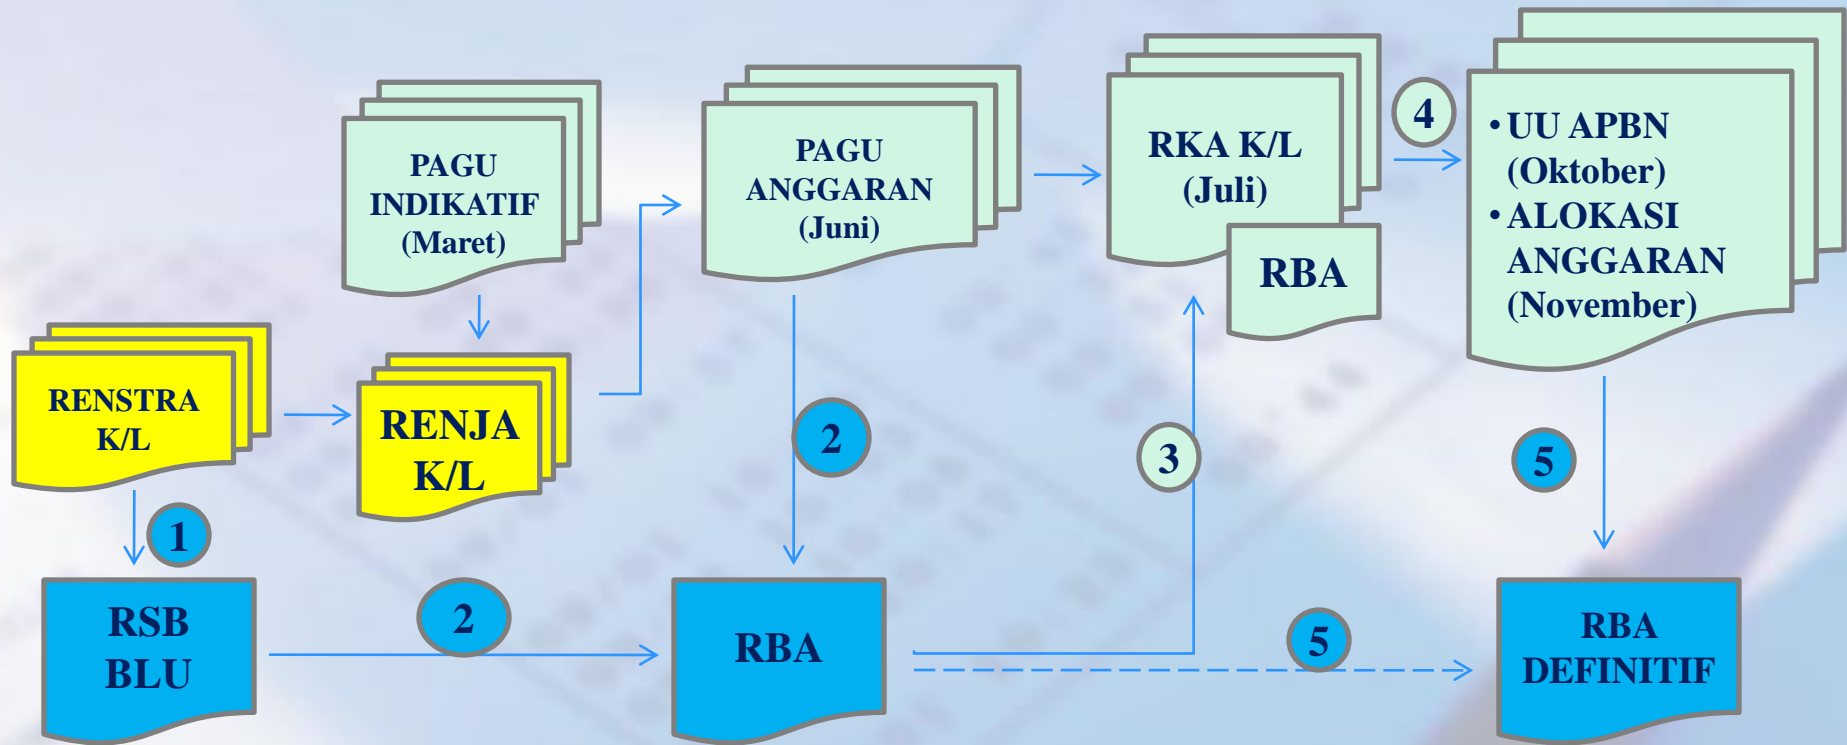 PAGU
INDIKATIF
(Maret)
PAGU
ANGGARAN
(Juni)
RKA K/L
(Juli)
RBA
4
• UU APBN
(Oktober)
• ALOKASI
ANGGARAN
(November)
RENSTRA
K/L
RENJA
K/L
2
3
5
1
RSB
BLU
2
RBA
5
RBA
DEFINITIF